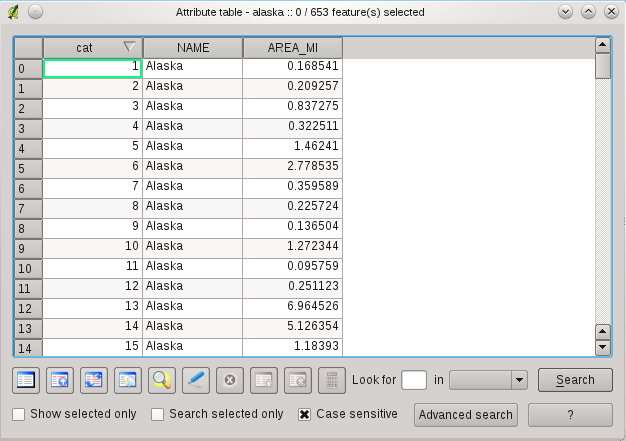 Attribute table - alaska :: 0 / 653 feature(s) selected
cat NAME AREA_MI
0 1 Alaska 0.168541
1 2 Alaska 0.209257
2 3 Alaska 0.837275
3 4 Alaska 0.322511
4 5 Alaska 1.46241
5 6 Alaska 2.778535
6 7 Alaska 0.359589
7 8 Alaska 0.225724
8 9 Alaska 0.136504
9 10 Alaska 1.272344
10 11 Alaska 0.095759
11 12 Alaska 0.251123
12 13 Alaska 6.964526
13 14 Alaska 5.126354
14 15 Alaska 1.18393
Look for in Search
Show selected only Search selected only Case sensitive Advanced search ?